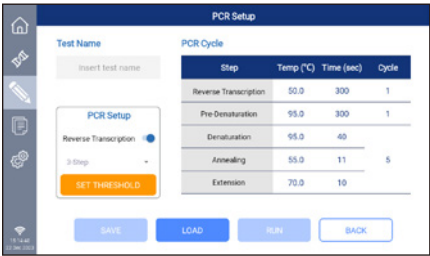 PCR Setup
Test Name
PCR Cycle
Insert test name
Step Temp (°C) Time (sec) Cycle
Reverse Transcription 50.0 300 1
Pre-Denaturation 95.0 300 1
Denaturation 95.0 40
Annealing 55.0 11 5
Extension 70.0 10
PCR Setup
Reverse Transcription
3-Step
SET THRESHOLD
SAVE LOAD RUN BACK